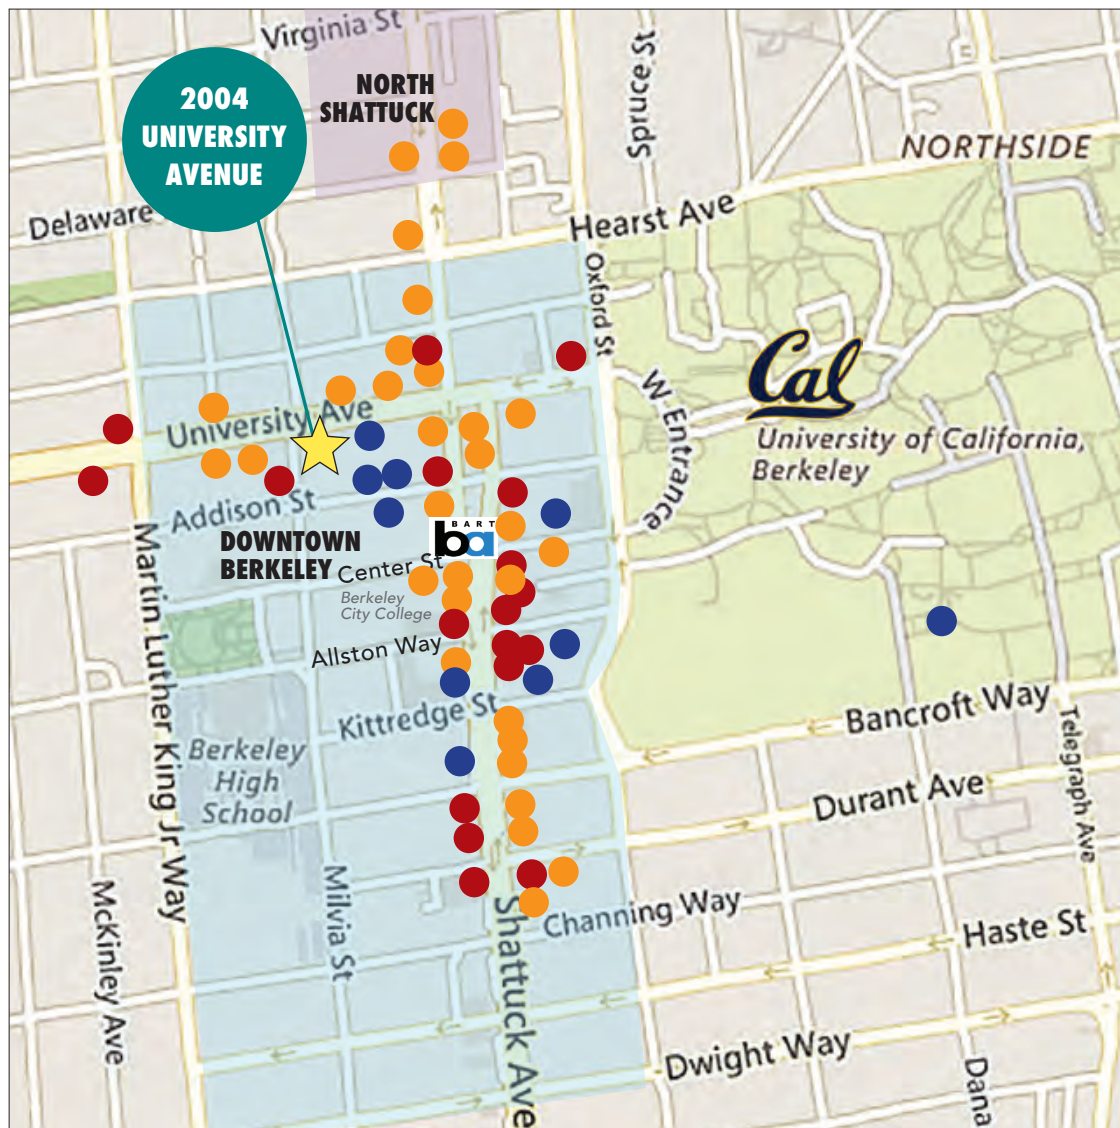 Virginia St
NORTH
SHATTUCK
Spruce St
2004
UNIVERSITY
AVENUE
NORTHSIDE
Delaware
Hearst Ave
Oxford St
Cal
University of California,
Berkeley
W Entrance
University Ave
Addison St
BART
ba
DOWNTOWN
BERKELEY
Center St
Berkeley
City College
Martin Luther King Jr Way
Allston Way
Kittredge St
Bancroft Way
Telegraph Ave
Berkeley
High
School
Durant Ave
McKinley Ave
Milvia St
Shattuck Ave
Channing Way
Haste St
Dwight Way
Dana